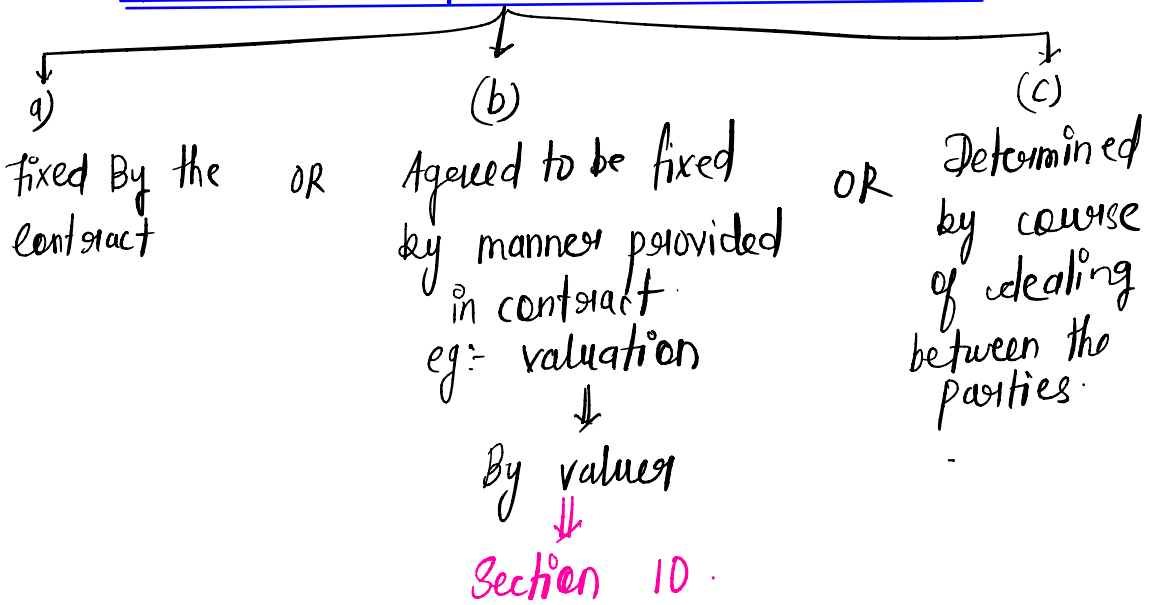 a)
fixed By the
contract
OR
(b)
Agreed to be fixed
by manner provided
in contract.
eg:- valuation
By valuer
Section 10.
OR
(c)
Determined
by course
of dealing
between the
parties.